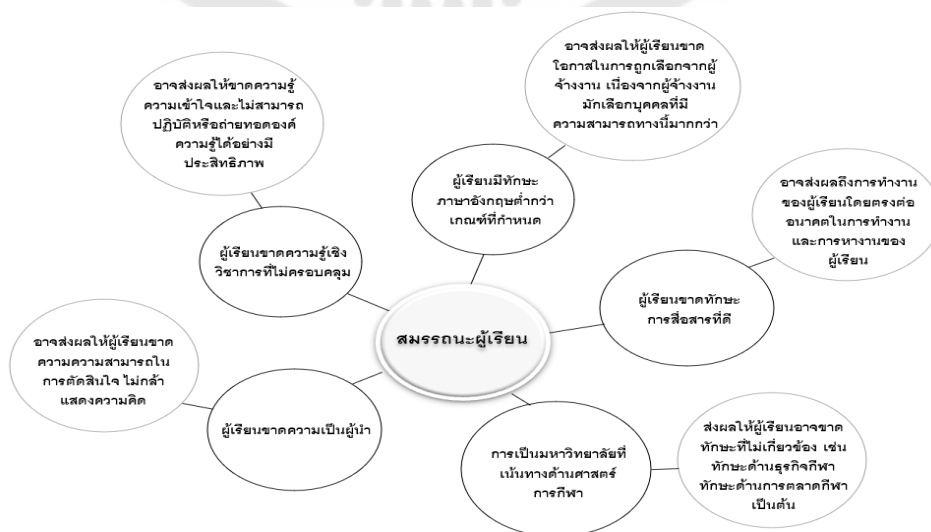 อาจส่งผลให้ผู้เรียนขาด
โอกาสในการถูกเลือกจากผู้
จ้างงาน เนื่องจากผู้จ้างงาน
มักเลือกบุคคลที่มี
ความสามารถทางนี้มากกว่า
อาจส่งผลให้ขาดความรู้
ความเข้าใจและไม่สามารถ
ปฏิบัติหรือถ่ายทอดองค์
ความรู้ได้อย่างมี
ประสิทธิภาพ
ผู้เรียนมีทักษะ
ภาษาอังกฤษต่ำกว่า
เกณฑ์ที่กำหนด
อาจส่งผลถึงการทำงาน
ของผู้เรียนโดยตรงต่อ
อนาคตในการทำงาน
และการหางานของ
ผู้เรียน
ผู้เรียนขาดความรู้เชิง
วิชาการที่ไม่ครอบคลุม
ผู้เรียนขาดทักษะ
การสื่อสารที่ดี
สมรรถนะผู้เรียน
อาจส่งผลให้ผู้เรียนขาด
ความความสามารถใน
การตัดสินใจ ไม่กล้า
แสดงความคิด
ผู้เรียนขาดความเป็นผู้นำ
การเป็นมหาวิทยาลัยที่
เน้นทางด้านศาสตร์
การกีฬา
ส่งผลให้ผู้เรียนอาจขาด
ทักษะที่ไม่เกี่ยวข้อง เช่น
ทักษะด้านธุรกิจกีฬา
ทักษะด้านการตลาดกีฬา
เป็นต้น